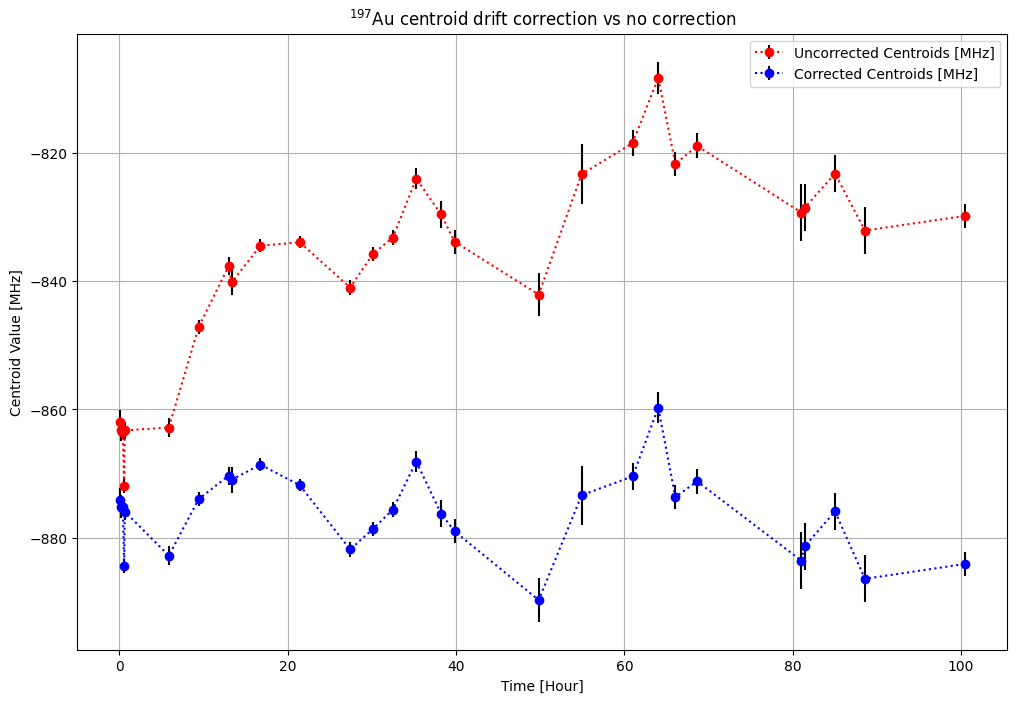 ¹⁹⁷Au centroid drift correction vs no correction
Uncorrected Centroids [MHz]
Corrected Centroids [MHz]
Centroid Value [MHz]
−820
−840
−860
−880
0 20 40 60 80 100
Time [Hour]